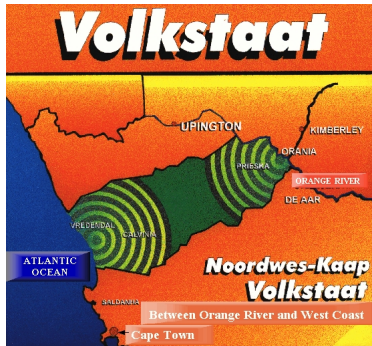 Volkstaat
UPINGTON
KIMBERLEY
ORANIA
PRIESKA
ORANGE RIVER
DE AAR
VREDENDAL
CALVINIA
ATLANTIC
OCEAN
Noordwes-Kaap
Volkstaat
SALDANHA
Between Orange River and West Coast
Cape Town